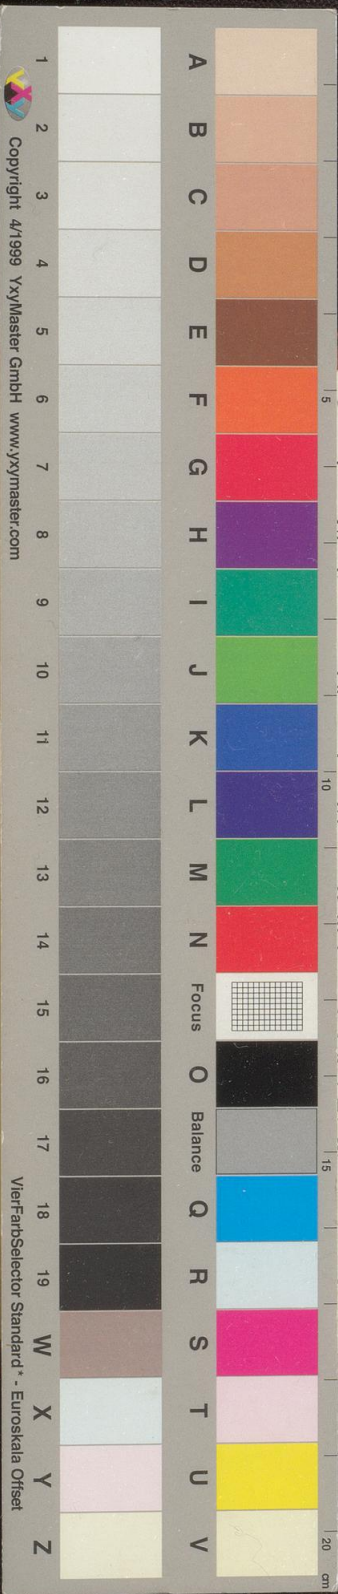 yxy
Copyright 4/1999 YxyMaster GmbH www.yxymaster.com
VierFarbSelector Standard* - Euroskala Offset
1
2
3
4
5
6
7
8
9
10
11
12
13
14
15
16
17
18
19
W
X
Y
Z
A
B
C
D
E
F
G
H
I
J
K
L
M
N
Focus
O
Balance
Q
R
S
T
U
V
5
10
15
20
cm